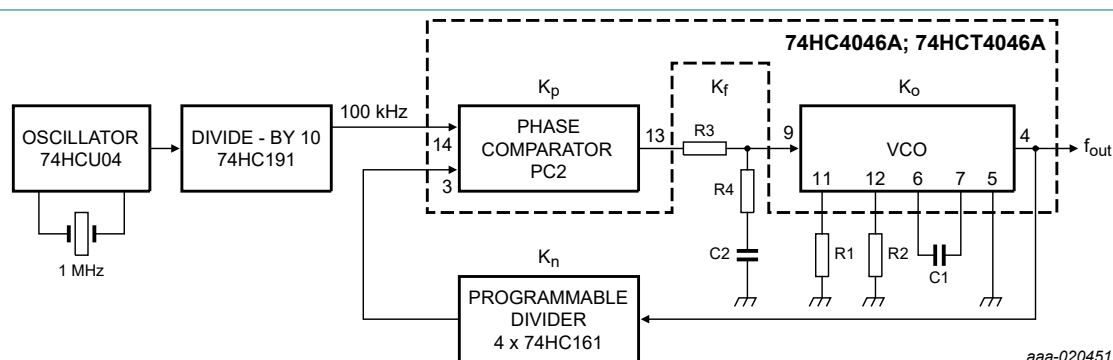 74HC4046A; 74HCT4046A
Kp
Kf
Ko
100 kHz
OSCILLATOR
74HCU04
DIVIDE - BY 10
74HC191
14
3
PHASE
COMPARATOR
PC2
13
R3
9
VCO
4
fout
11
12
6
7
5
R4
C2
R1
R2
C1
1 MHz
Kn
PROGRAMMABLE
DIVIDER
4 x 74HC161
aaa-020451